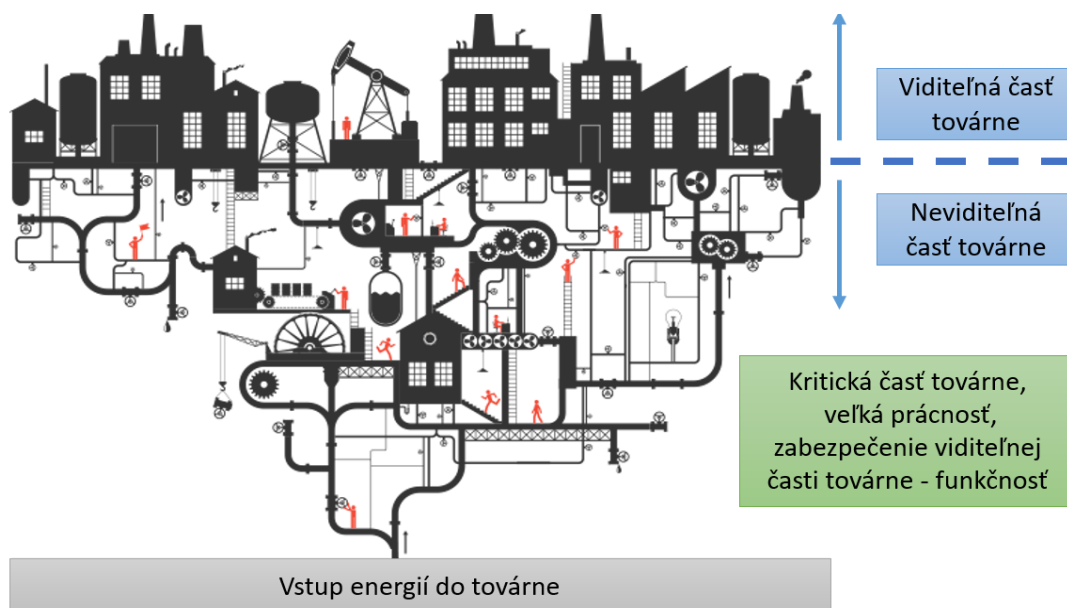 Viditeľná časť
továrne
Neviditeľná
časť továrne
Kritická časť továrne,
veľká prácnosť,
zabezpečenie viditeľnej
časti továrne - funkčnosť
Vstup energií do továrne